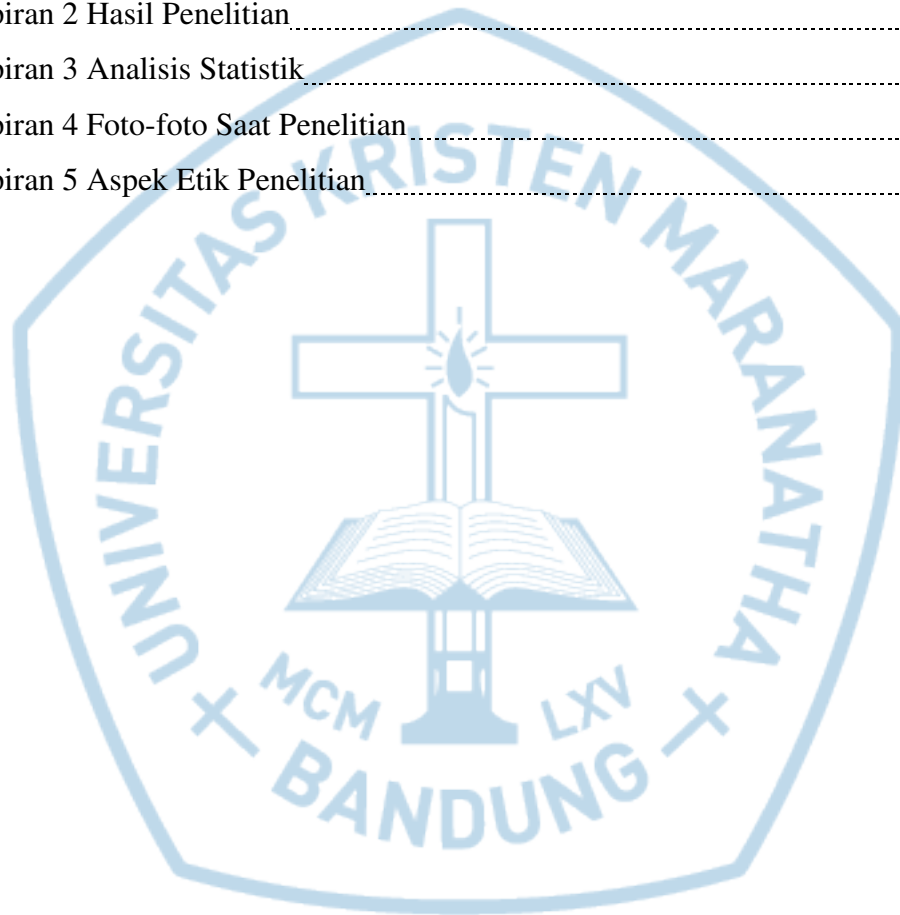 piran 2 Hasil Penelitian
piran 3 Analisis Statistik
piran 4 Foto-foto Saat Penelitian
piran 5 Aspek Etik Penelitian
UNIVERSITAS KRISTEN MARANATHA
MCM LXV
BANDUNG